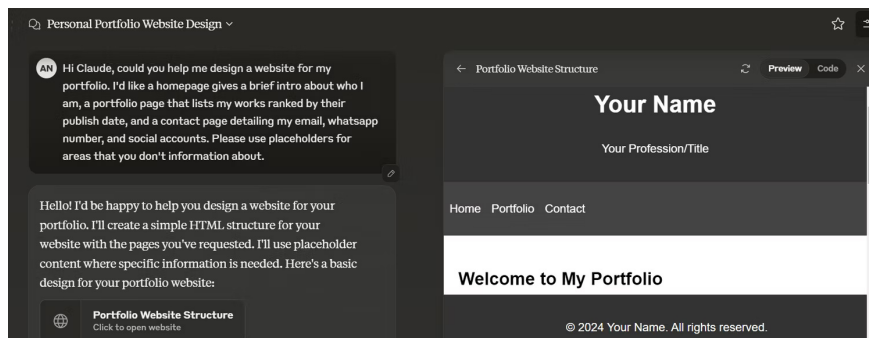 Personal Portfolio Website Design
AN
Hi Claude, could you help me design a website for my
portfolio. I'd like a homepage gives a brief intro about who I
am, a portfolio page that lists my works ranked by their
publish date, and a contact page detailing my email, whatsapp
number, and social accounts. Please use placeholders for
areas that you don't information about.
Hello! I'd be happy to help you design a website for your
portfolio. I'll create a simple HTML structure for your
website with the pages you've requested. I'll use placeholder
content where specific information is needed. Here's a basic
design for your portfolio website:
Portfolio Website Structure
Click to open website
Portfolio Website Structure
Preview Code
Your Name
Your Profession/Title
Home Portfolio Contact
Welcome to My Portfolio
© 2024 Your Name. All rights reserved.